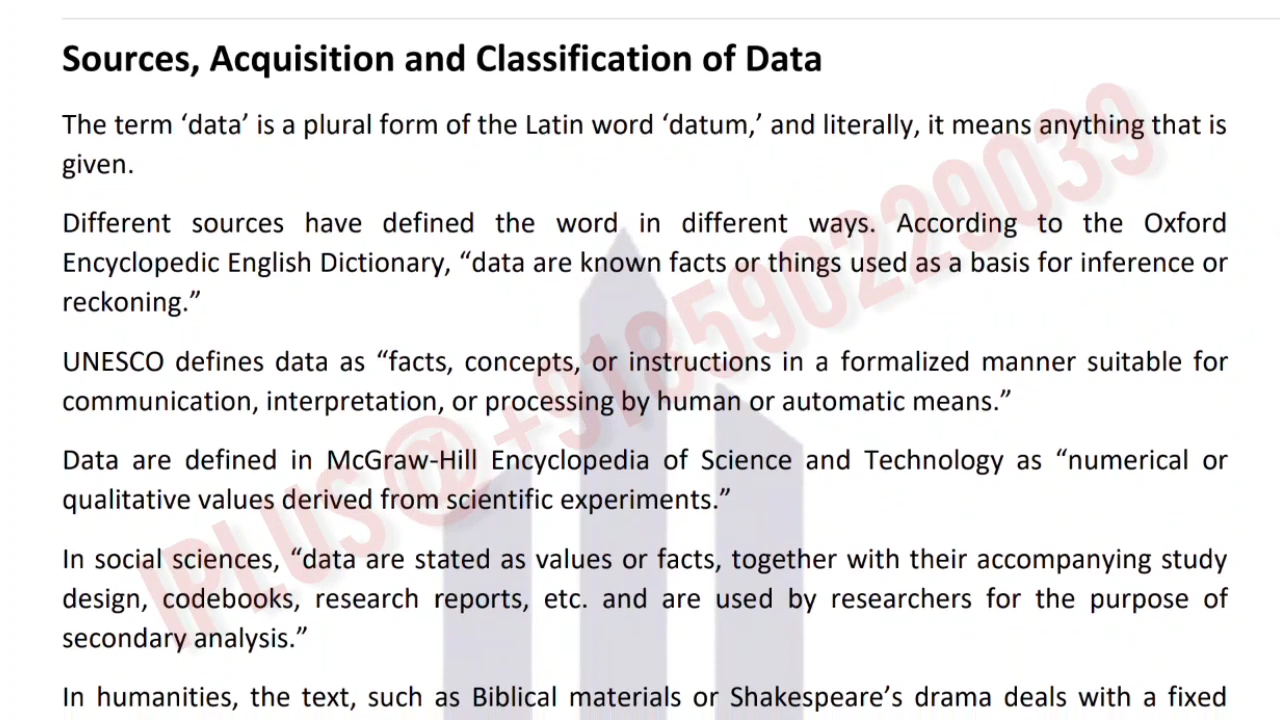 Sources, Acquisition and Classification of Data
The term ‘data’ is a plural form of the Latin word ‘datum,’ and literally, it means anything that is
given.
Different sources have defined the word in different ways. According to the Oxford
Encyclopedic English Dictionary, “data are known facts or things used as a basis for inference or
reckoning.”
UNESCO defines data as “facts, concepts, or instructions in a formalized manner suitable for
communication, interpretation, or processing by human or automatic means.”
Data are defined in McGraw-Hill Encyclopedia of Science and Technology as “numerical or
qualitative values derived from scientific experiments.”
In social sciences, “data are stated as values or facts, together with their accompanying study
design, codebooks, research reports, etc. and are used by researchers for the purpose of
secondary analysis.”
In humanities, the text, such as Biblical materials or Shakespeare’s drama deals with a fixed
IPLUS@+918590229039